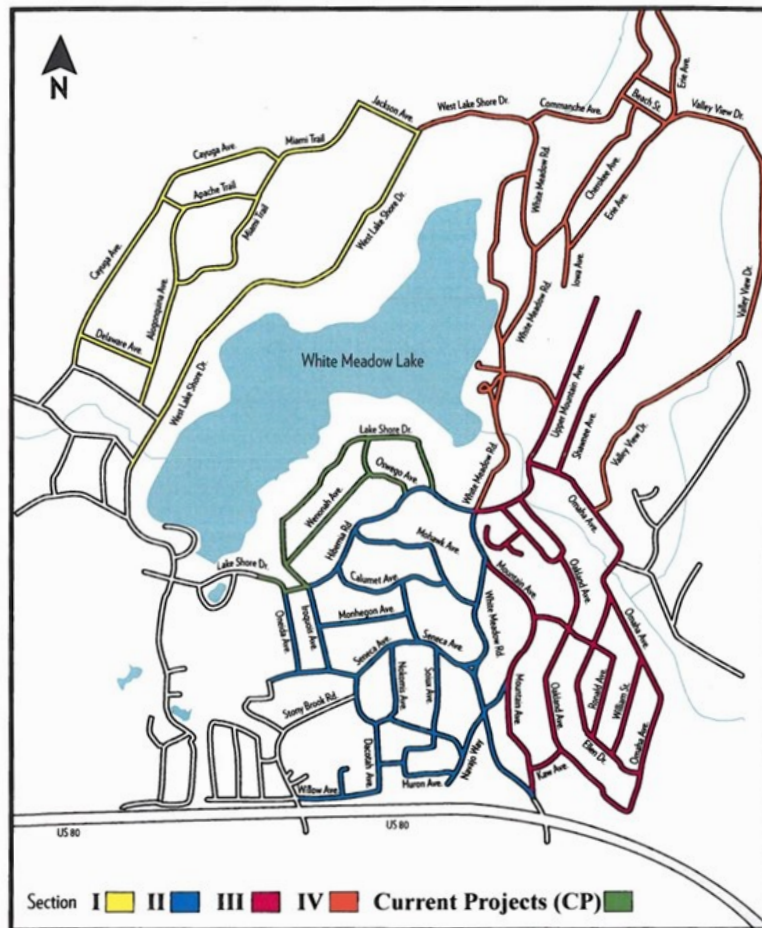 N
Jackson Ave.
West Lake Shore Dr.
Commanche Ave.
Erie Ave.
Beach St.
Valley View Dr.
Cayuga Ave.
Miami Trail
Apache Trail
Miami Trail
White Meadow Rd.
Cherokee Ave.
Erie Ave.
West Lake Shore Dr.
Cayuga Ave.
Iowa Ave.
Algonquina Ave.
White Meadow Rd.
Valley View Dr.
Delaware Ave.
White Meadow Lake
West Lake Shore Dr.
Upper Mountain Ave.
Shawnee Ave.
Lake Shore Dr.
Oswego Ave.
White Meadow Rd.
Valley View Dr.
Wenonah Ave.
Omaha Ave.
Hibernia Rd
Mohawk Ave.
Lake Shore Dr.
Calumet Ave.
Mountain Ave.
Oakland Ave.
Oneida Ave.
Iroquois Ave.
Monhegon Ave.
White Meadow Rd.
Omaha Ave.
Seneca Ave.
Seneca Ave.
Nokomis Ave.
Sioux Ave.
Mountain Ave.
Oakland Ave.
Ronald Ave.
William St.
Stony Brook Rd.
Dacotah Ave.
Navajo Way
Ellen Dr.
Omaha Ave.
Willow Ave
Huron Ave.
Kaw Ave.
US 80
US 80
Section I II III IV Current Projects (CP)